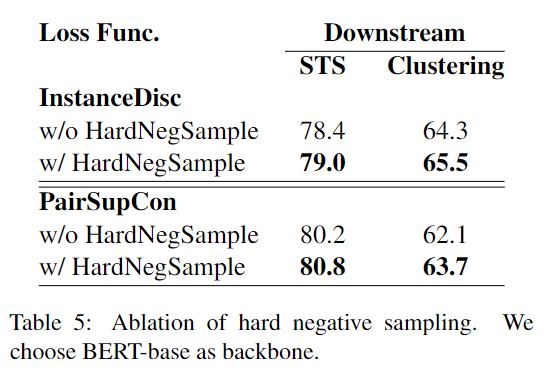 Loss Func. Downstream
STS Clustering
InstanceDisc
w/o HardNegSample 78.4 64.3
w/ HardNegSample 79.0 65.5
PairSupCon
w/o HardNegSample 80.2 62.1
w/ HardNegSample 80.8 63.7
Table 5: Ablation of hard negative sampling. We
choose BERT-base as backbone.